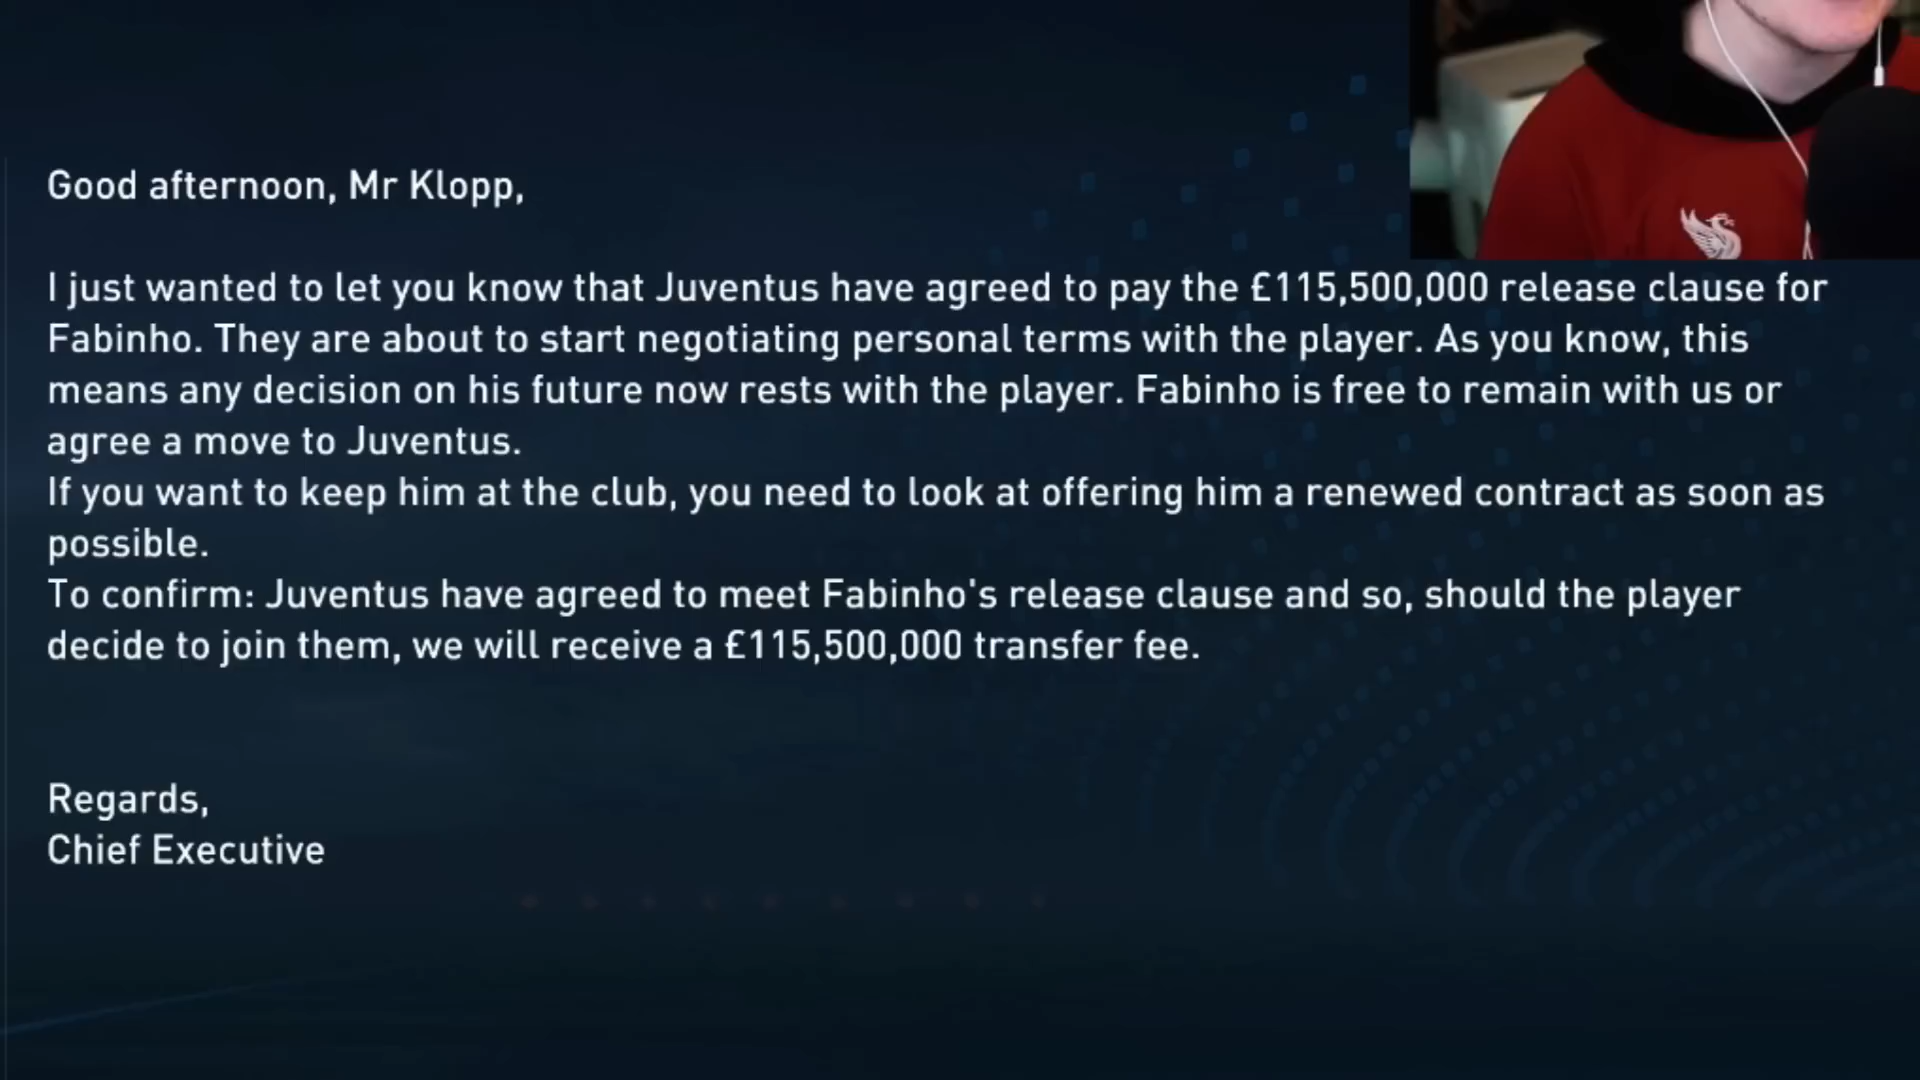 Good afternoon, Mr Klopp,
I just wanted to let you know that Juventus have agreed to pay the £115,500,000 release clause for
Fabinho. They are about to start negotiating personal terms with the player. As you know, this
means any decision on his future now rests with the player. Fabinho is free to remain with us or
agree a move to Juventus.
If you want to keep him at the club, you need to look at offering him a renewed contract as soon as
possible.
To confirm: Juventus have agreed to meet Fabinho's release clause and so, should the player
decide to join them, we will receive a £115,500,000 transfer fee.
Regards,
Chief Executive